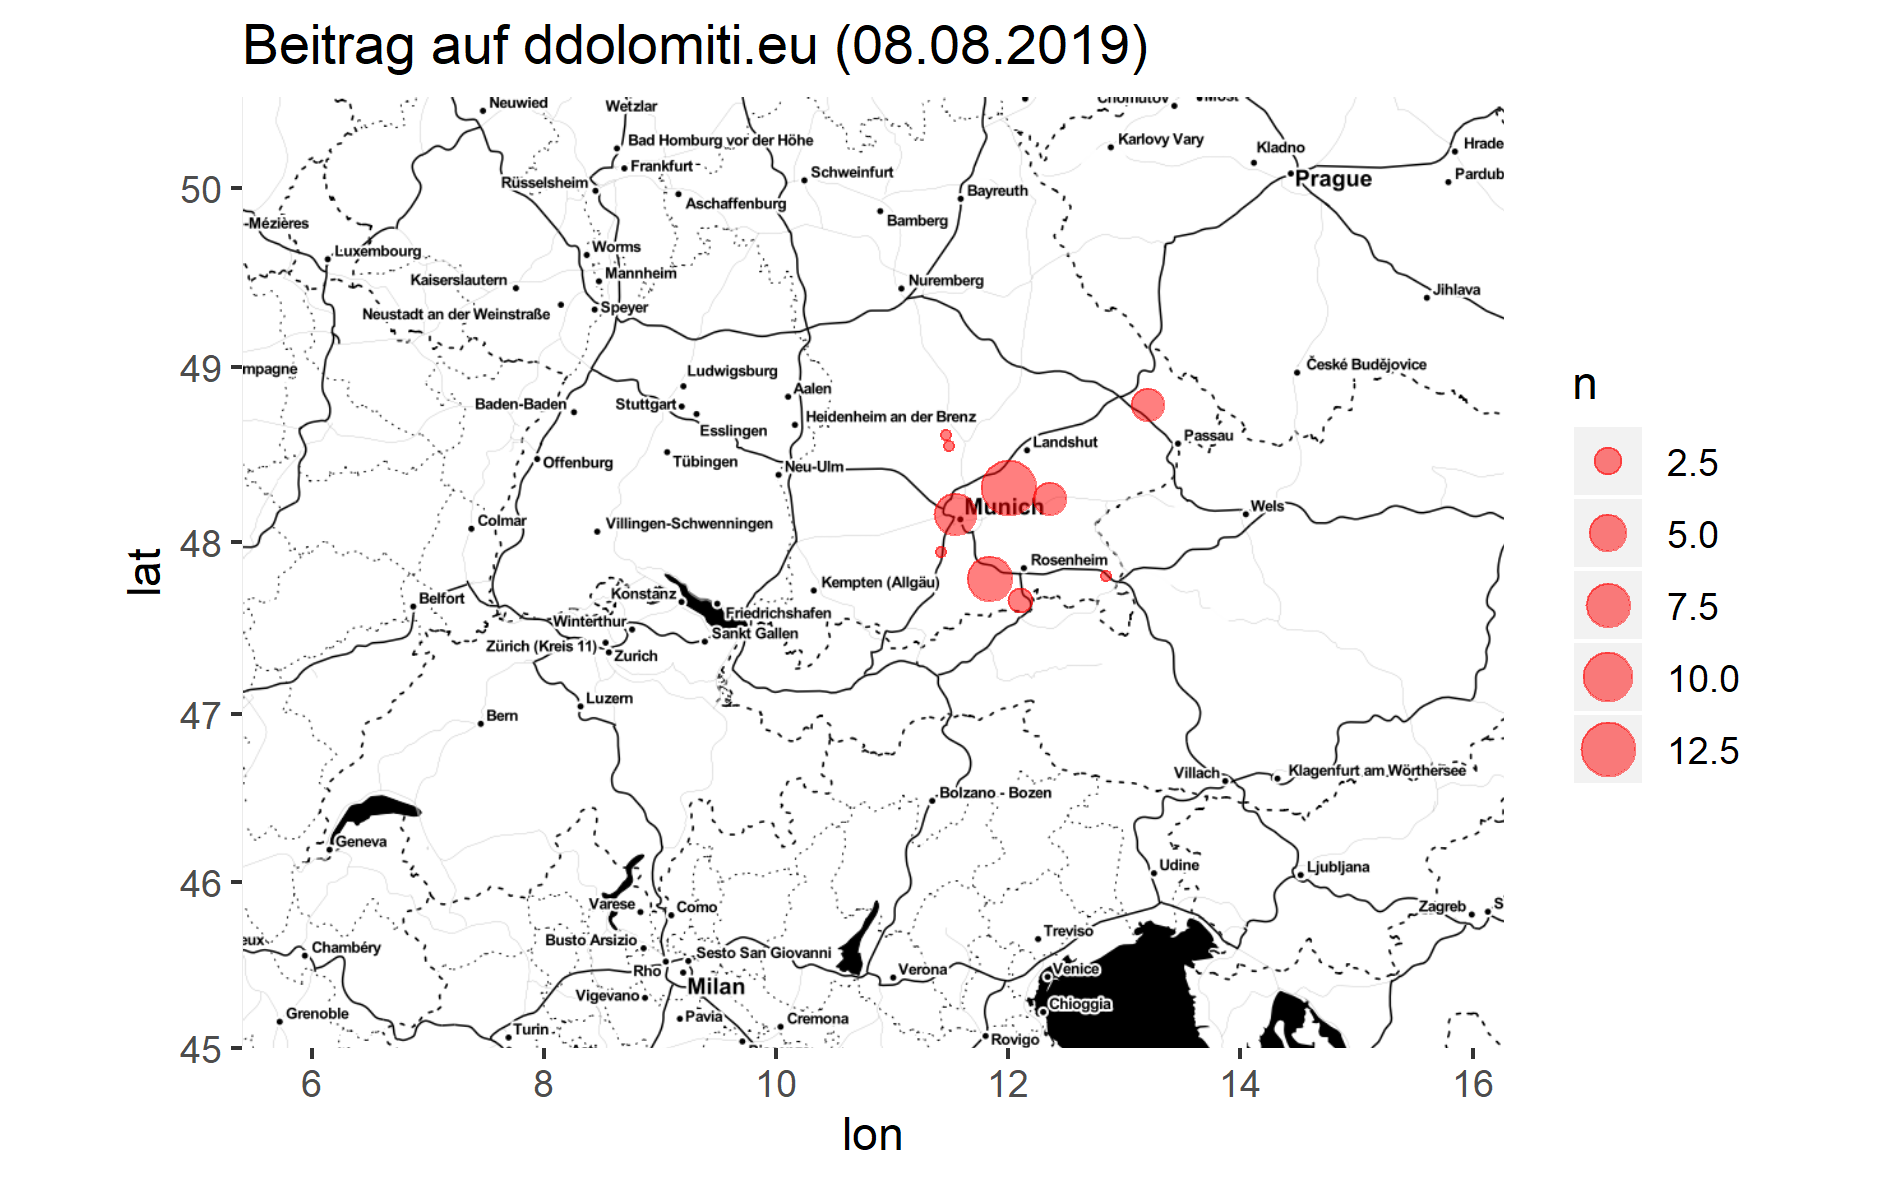 Beitrag auf ddolomiti.eu (08.08.2019)
Neuwied
Wetzlar
Chomutov
Most
Bad Homburg vor der Höhe
Karlovy Vary
Kladno
Hrade
Frankfurt
Schweinfurt
Prague
Pardub
Rüsselsheim
Bayreuth
Aschaffenburg
Bamberg
-Mézières
Luxembourg
Worms
Mannheim
Kaiserslautern
Nuremberg
Jihlava
Neustadt an der Weinstraße
Speyer
mpagne
Ludwigsburg
České Budějovice
Aalen
Baden-Baden
Stuttgart
Heidenheim an der Brenz
Esslingen
Passau
Landshut
Offenburg
Tübingen
Neu-Ulm
Munich
Wels
Colmar
Villingen-Schwenningen
Rosenheim
Kempten (Allgäu)
Belfort
Konstanz
Friedrichshafen
Winterthur
Sankt Gallen
Zürich (Kreis 11)
Zurich
Luzern
Bern
Villach
Klagenfurt am Wörthersee
Bolzano - Bozen
Geneva
Udine
Ljubljana
Varese
Como
Zagreb
S
eux
Chambéry
Busto Arsizio
Sesto San Giovanni
Treviso
Rho
Verona
Venice
Milan
Vigevano
Chioggia
Grenoble
Pavia
Cremona
Turin
Rovigo
50
49
48
47
46
45
lat
6
8
10
12
14
16
lon
n
2.5
5.0
7.5
10.0
12.5